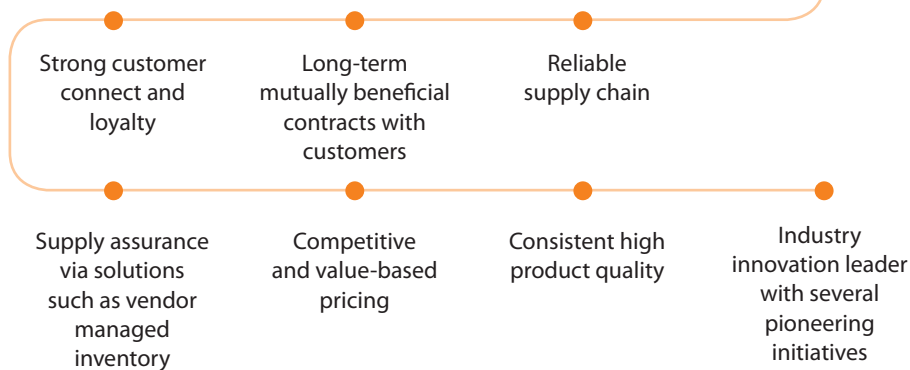 Strong customer
connect and
loyalty
Long-term
mutually beneficial
contracts with
customers
Reliable
supply chain
Supply assurance
via solutions
such as vendor
managed
inventory
Competitive
and value-based
pricing
Consistent high
product quality
Industry
innovation leader
with several
pioneering
initiatives